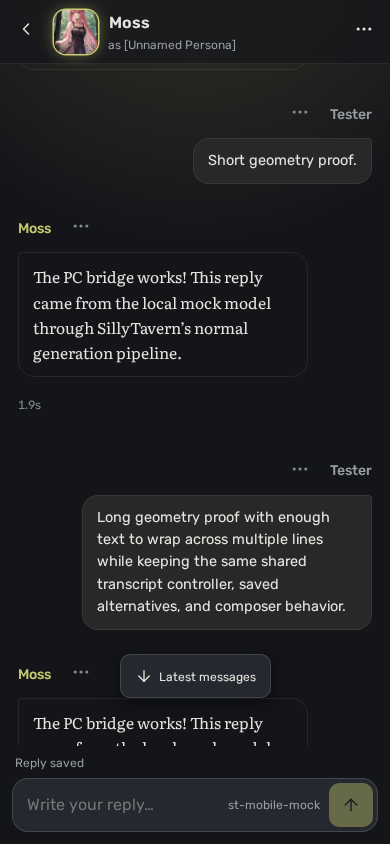 Moss
as [Unnamed Persona]
Tester
Short geometry proof.
Moss
The PC bridge works! This reply
came from the local mock model
through SillyTavern's normal
generation pipeline.
1.9s
Tester
Long geometry proof with enough
text to wrap across multiple lines
while keeping the same shared
transcript controller, saved
alternatives, and composer behavior.
Moss
Latest messages
The PC bridge works! This reply
Reply saved
Write your reply…
st-mobile-mock